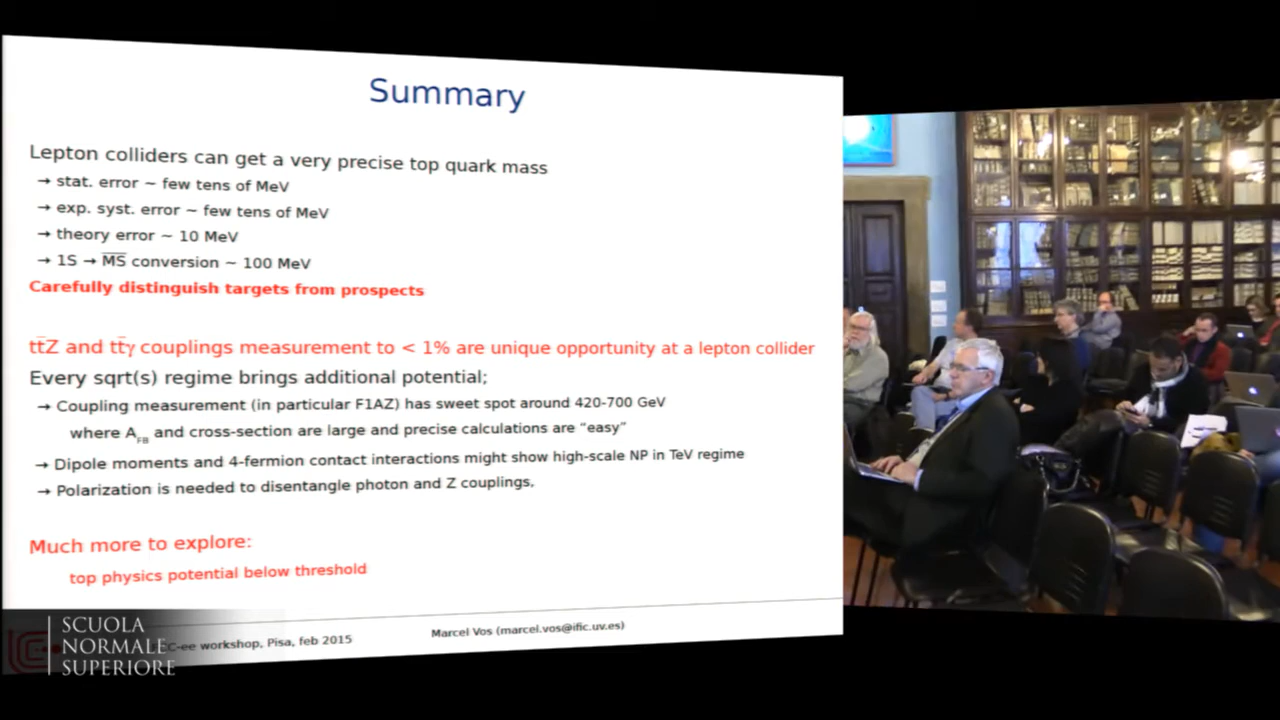 Summary
Lepton colliders can get a very precise top quark mass
→ stat. error ~ few tens of MeV
→ exp. syst. error ~ few tens of MeV
→ theory error ~ 10 MeV
→ 1S → M̅S̅ conversion ~ 100 MeV
Carefully distinguish targets from prospects
tt̄Z and tt̄γ couplings measurement to < 1% are unique opportunity at a lepton collider
Every sqrt(s) regime brings additional potential;
→ Coupling measurement (in particular F1AZ) has sweet spot around 420-700 GeV
where A_FB and cross-section are large and precise calculations are “easy”
→ Dipole moments and 4-fermion contact interactions might show high-scale NP in TeV regime
→ Polarization is needed to disentangle photon and Z couplings,
Much more to explore:
top physics potential below threshold
C-ee workshop, Pisa, feb 2015
Marcel Vos (marcel.vos@ific.uv.es)
SCUOLA
NORMALE
SUPERIORE